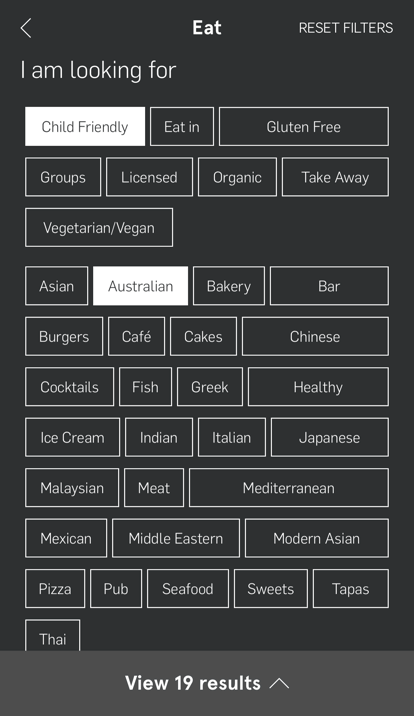 Eat RESET FILTERS
I am looking for
Child Friendly Eat in Gluten Free
Groups Licensed Organic Take Away
Vegetarian/Vegan
Asian Australian Bakery Bar
Burgers Café Cakes Chinese
Cocktails Fish Greek Healthy
Ice Cream Indian Italian Japanese
Malaysian Meat Mediterranean
Mexican Middle Eastern Modern Asian
Pizza Pub Seafood Sweets Tapas
Thai
View 19 results